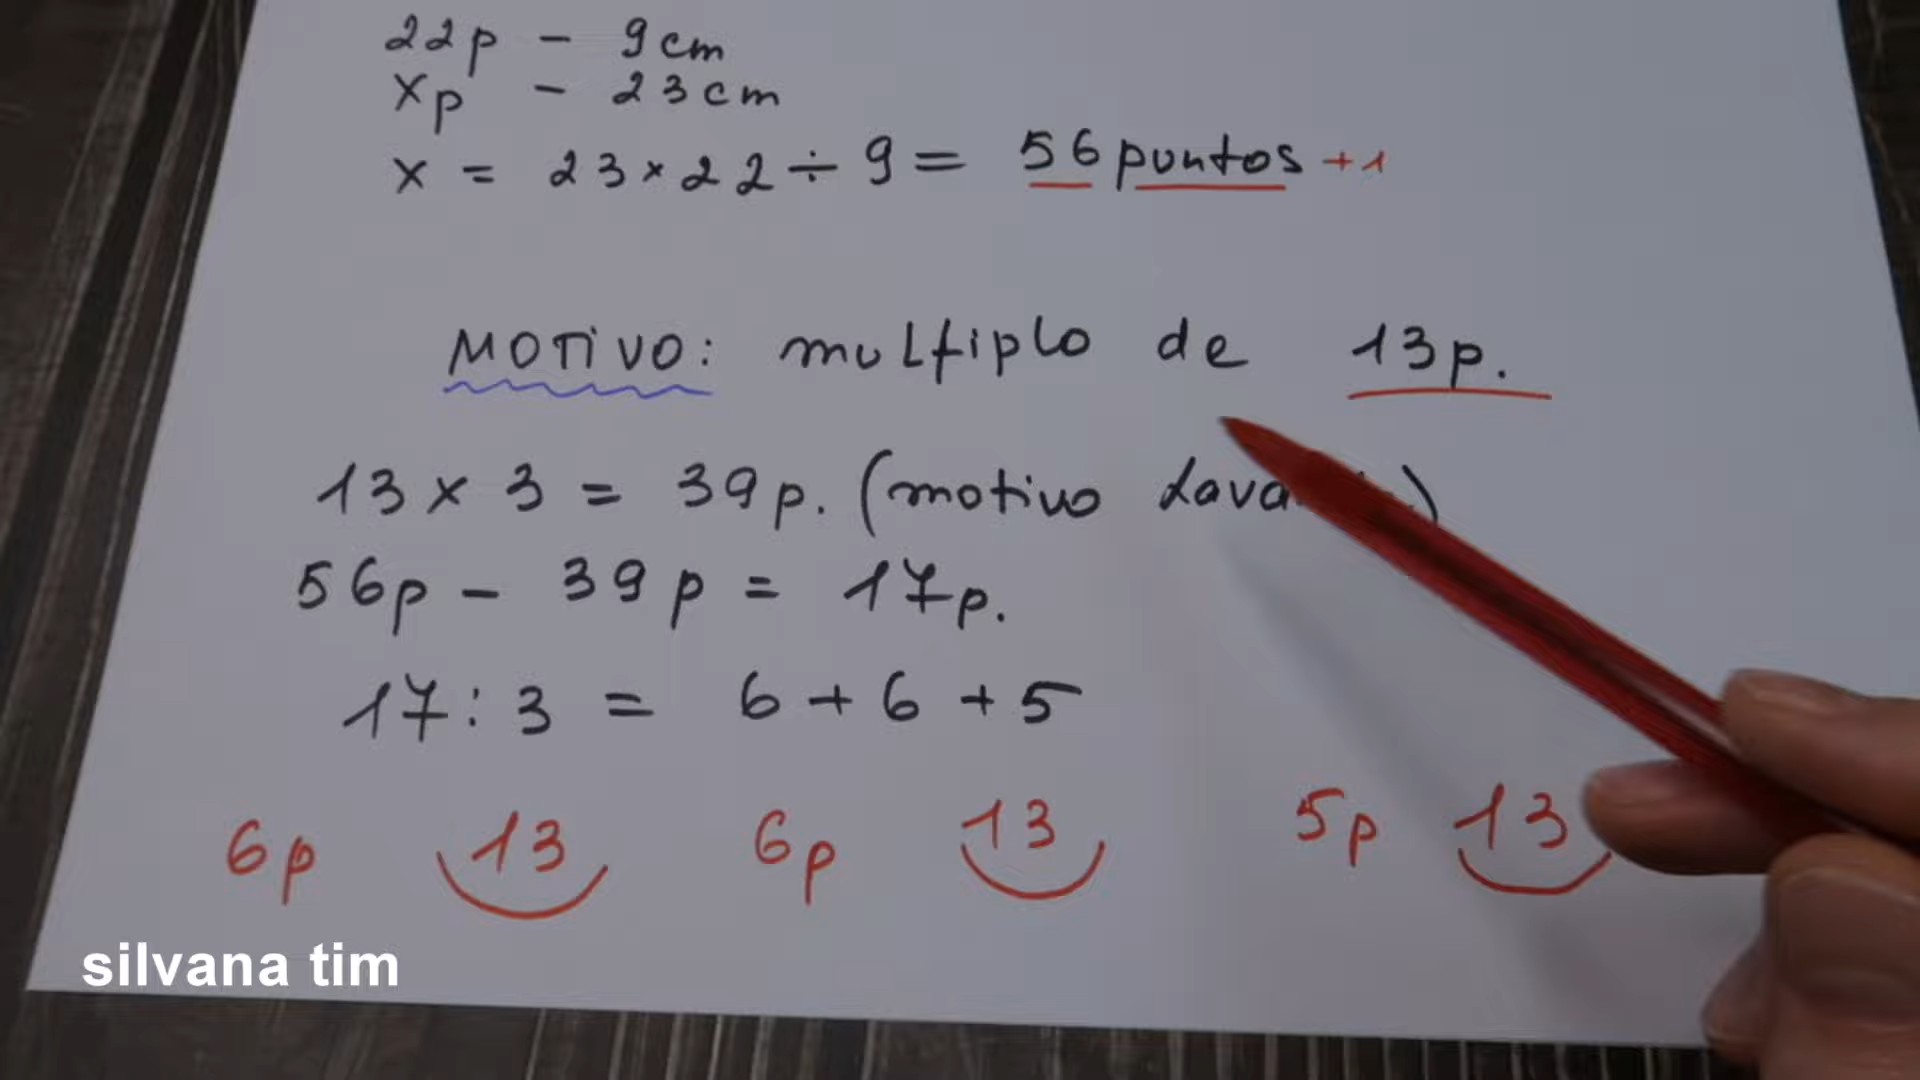 22p - 9cm
xp - 23cm
x = 23 × 22 ÷ 9 = 56 puntos + 1
MOTIVO: multiplo de 13p.
13 x 3 = 39p. (motivo
56p - 39p = 17p.
17 : 3 = 6 + 6 + 5
6p 13 6p 13 5p 13
silvana tim